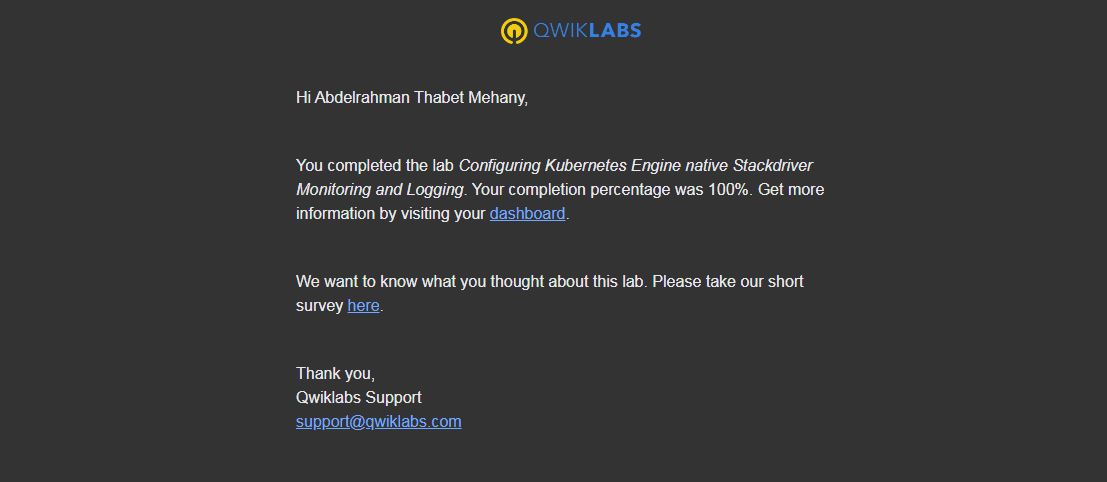 QWIKLABS
Hi Abdelrahman Thabet Mehany,
You completed the lab Configuring Kubernetes Engine native Stackdriver
Monitoring and Logging. Your completion percentage was 100%. Get more
information by visiting your dashboard.
We want to know what you thought about this lab. Please take our short
survey here.
Thank you,
Qwiklabs Support
support@qwiklabs.com